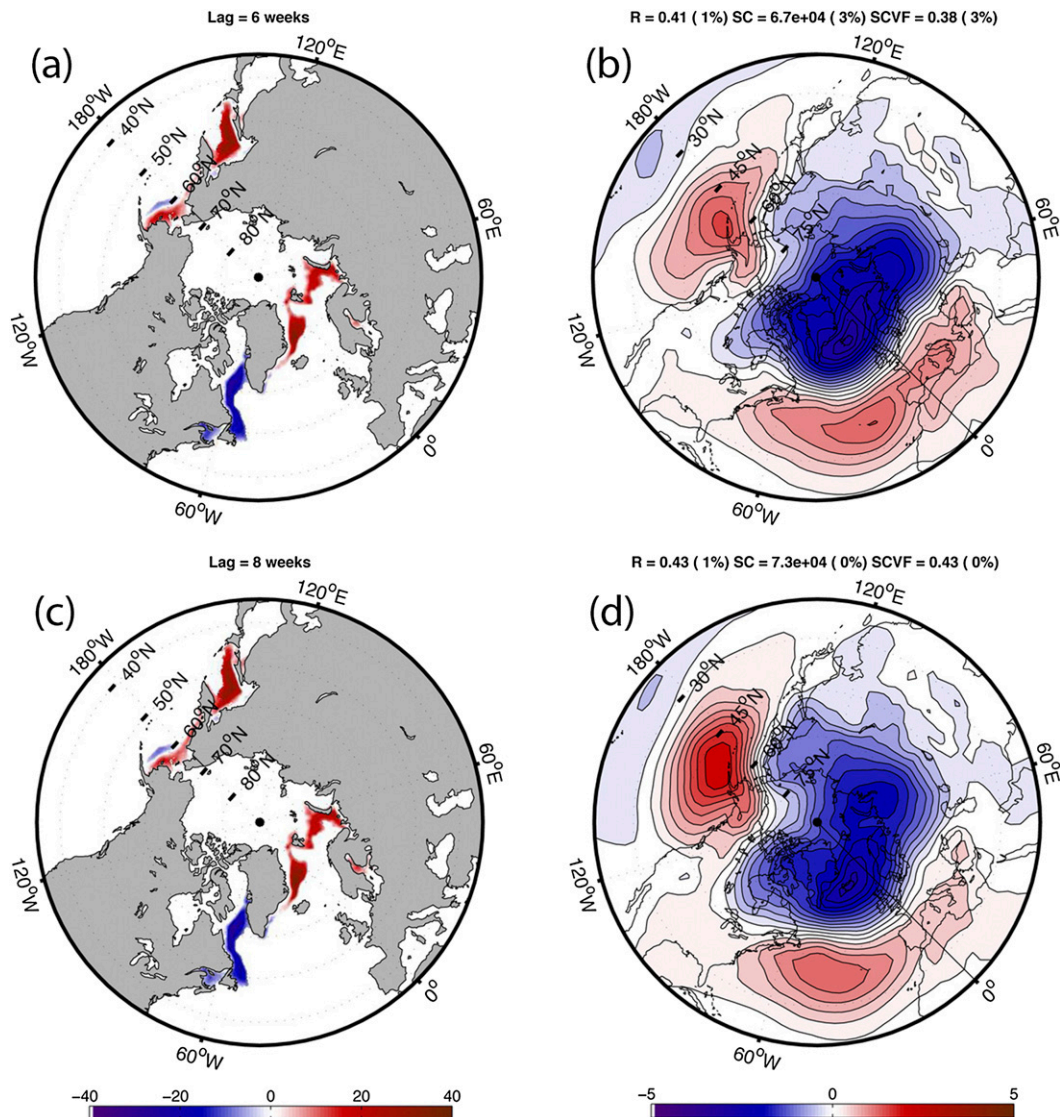 Lag = 6 weeks
R = 0.41 ( 1%) SC = 6.7e+04 ( 3%) SCVF = 0.38 ( 3%)
(a)
120°E
180°W
40°N
50°N
60°N
70°N
80°N
60°E
120°W
0°
60°W
(b)
120°E
180°W
30°N
45°N
60°N
75°N
60°E
120°W
0°
60°W
Lag = 8 weeks
R = 0.43 ( 1%) SC = 7.3e+04 ( 0%) SCVF = 0.43 ( 0%)
(c)
120°E
180°W
40°N
50°N
60°N
70°N
80°N
60°E
120°W
0°
60°W
(d)
120°E
180°W
30°N
45°N
60°N
75°N
60°E
120°W
0°
60°W
−40 −20 0 20 40
−5 0 5